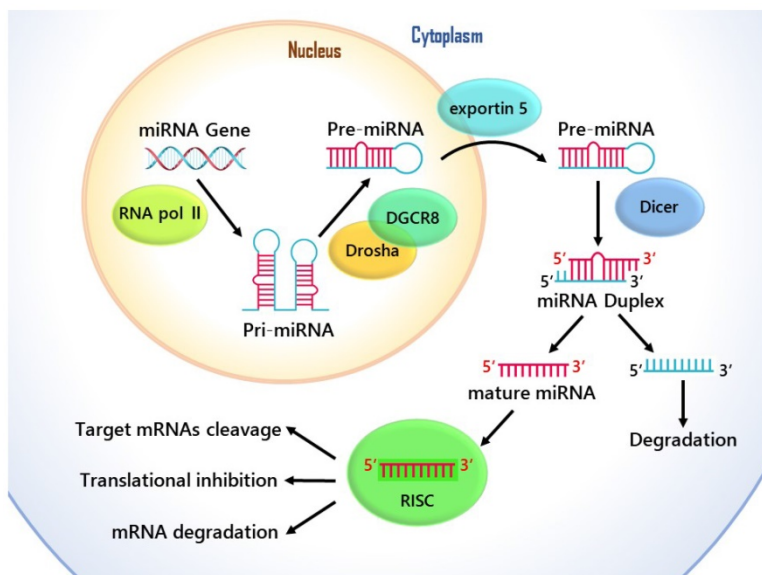 Cytoplasm
Nucleus
exportin 5
miRNA Gene
Pre-miRNA
Pre-miRNA
RNA pol II
DGCR8
Dicer
Drosha
5′ 3′
5′ 3′
Pri-miRNA
miRNA Duplex
5′ 3′
5′ 3′
mature miRNA
Target mRNAs cleavage
Degradation
5′ 3′
Translational inhibition
RISC
mRNA degradation